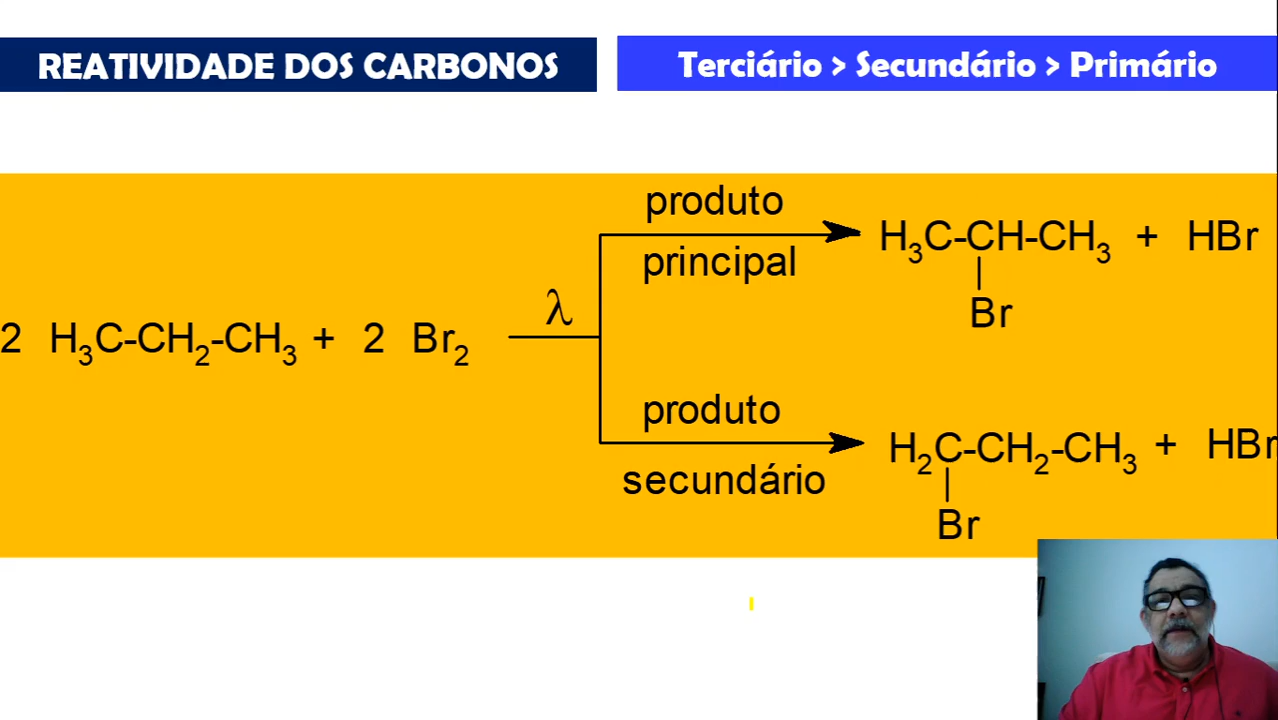 REATIVIDADE DOS CARBONOS
Terciário > Secundário > Primário
produto
principal
H₃C-CH-CH₃ + HBr
Br
2 H₃C-CH₂-CH₃ + 2 Br₂
λ
produto
secundário
H₂C-CH₂-CH₃ + HBr
Br